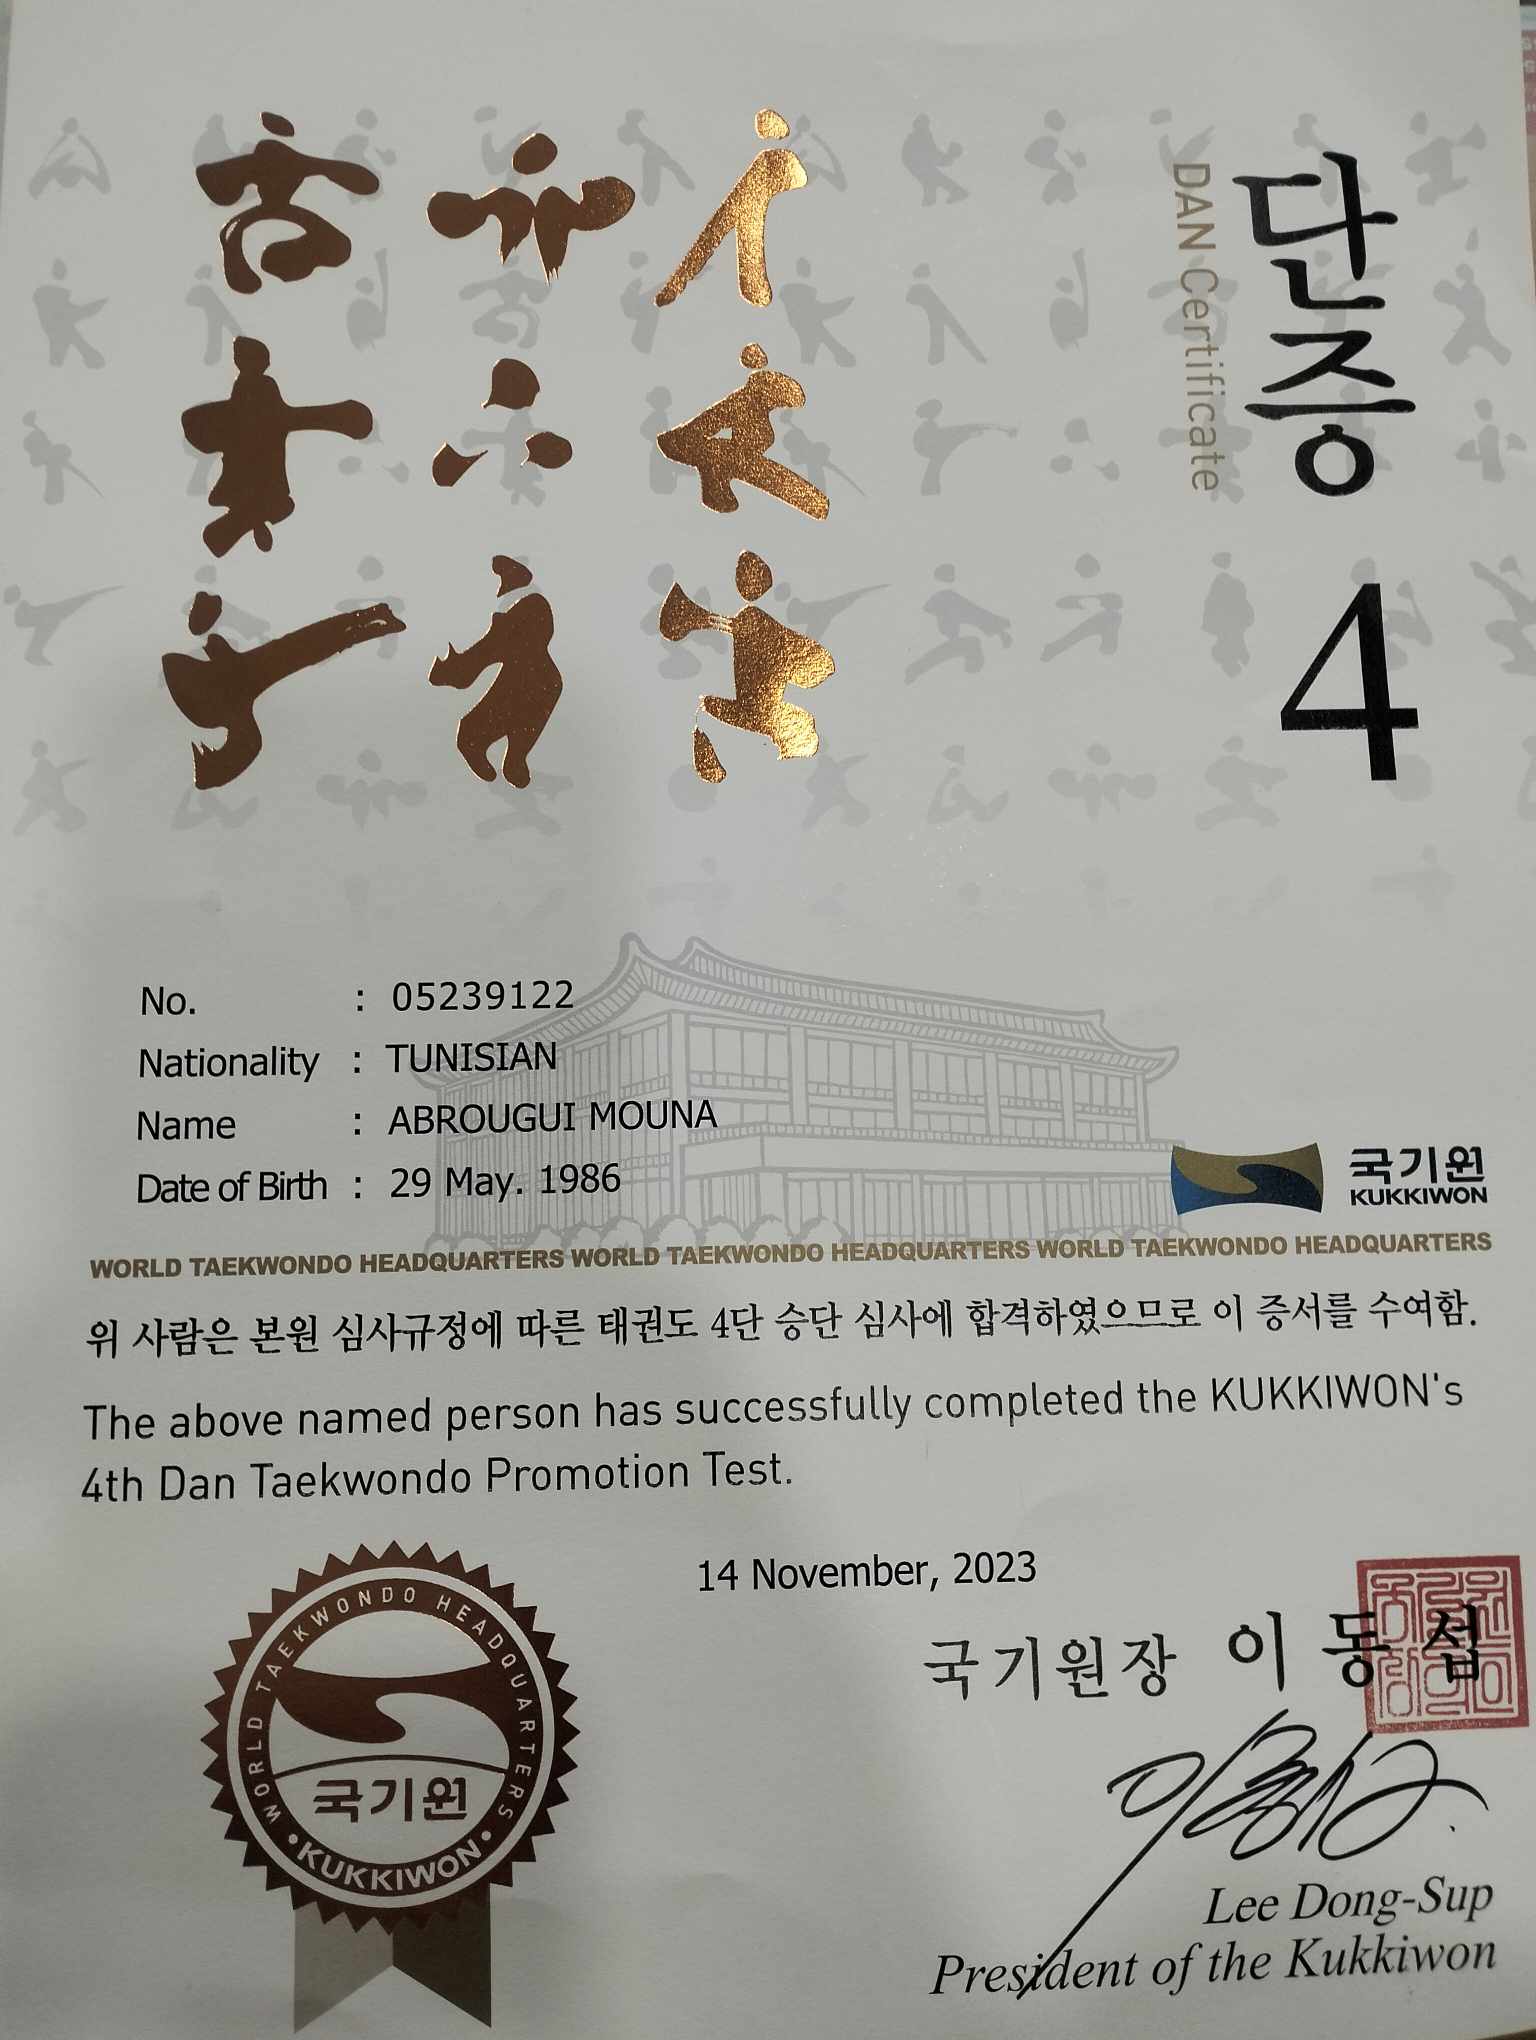 단증
DAN Certificate
4
No. : 05239122
Nationality : TUNISIAN
Name : ABROUGUI MOUNA
Date of Birth : 29 May. 1986
국기원
KUKKIWON
WORLD TAEKWONDO HEADQUARTERS WORLD TAEKWONDO HEADQUARTERS WORLD TAEKWONDO HEADQUARTERS
위 사람은 본원 심사규정에 따른 태권도 4단 승단 심사에 합격하였으므로 이 증서를 수여함.
The above named person has successfully completed the KUKKIWON's
4th Dan Taekwondo Promotion Test.
14 November, 2023
국기원장 이 동 섭
Lee Dong-Sup
President of the Kukkiwon
WORLD TAEKWONDO HEADQUARTERS
국기원
•KUKKIWON•